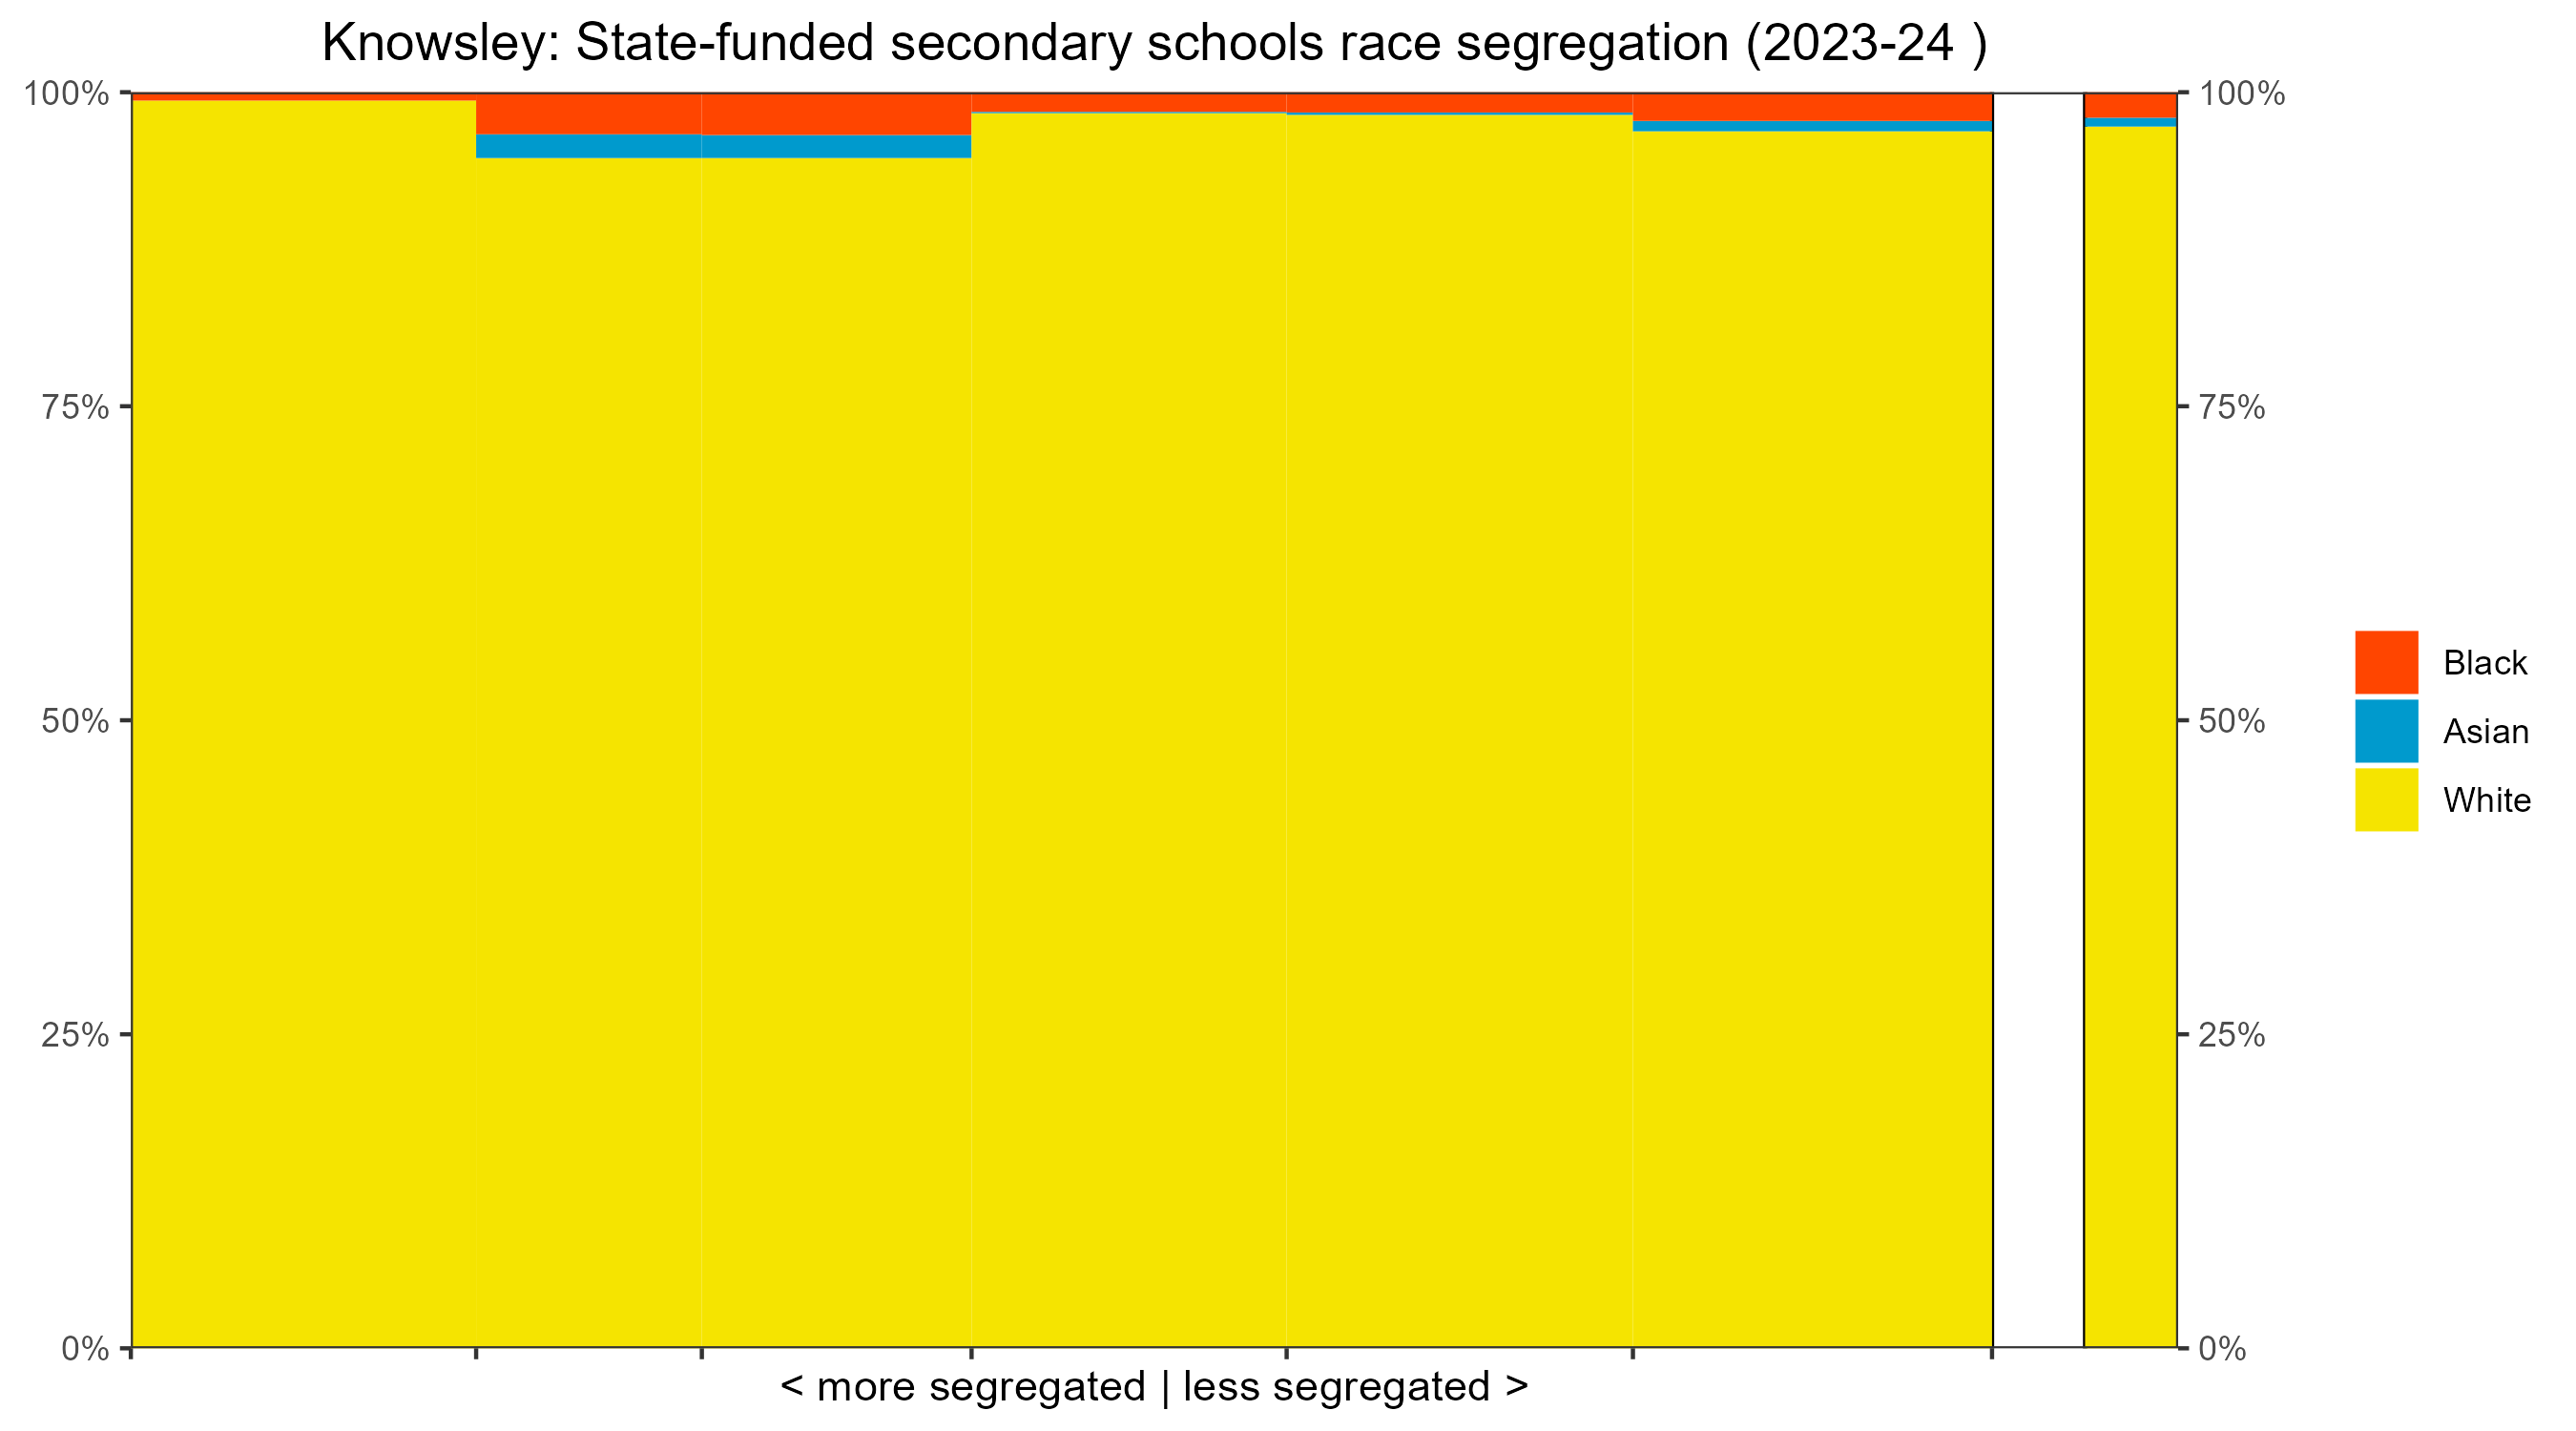 Knowsley: State-funded secondary schools race segregation (2023-24 )
100%
75%
50%
25%
0%
100%
75%
50%
25%
0%
Black
Asian
White
< more segregated | less segregated >